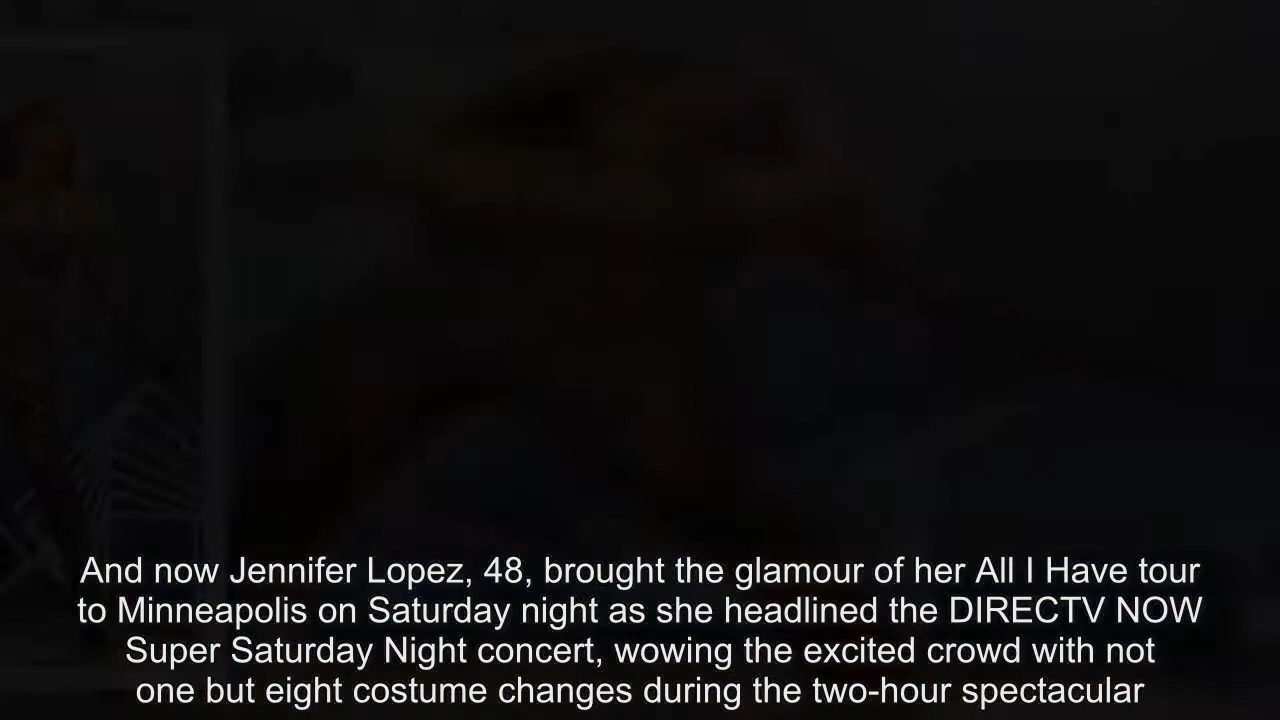 And now Jennifer Lopez, 48, brought the glamour of her All I Have tour
to Minneapolis on Saturday night as she headlined the DIRECTV NOW
Super Saturday Night concert, wowing the excited crowd with not
one but eight costume changes during the two-hour spectacular